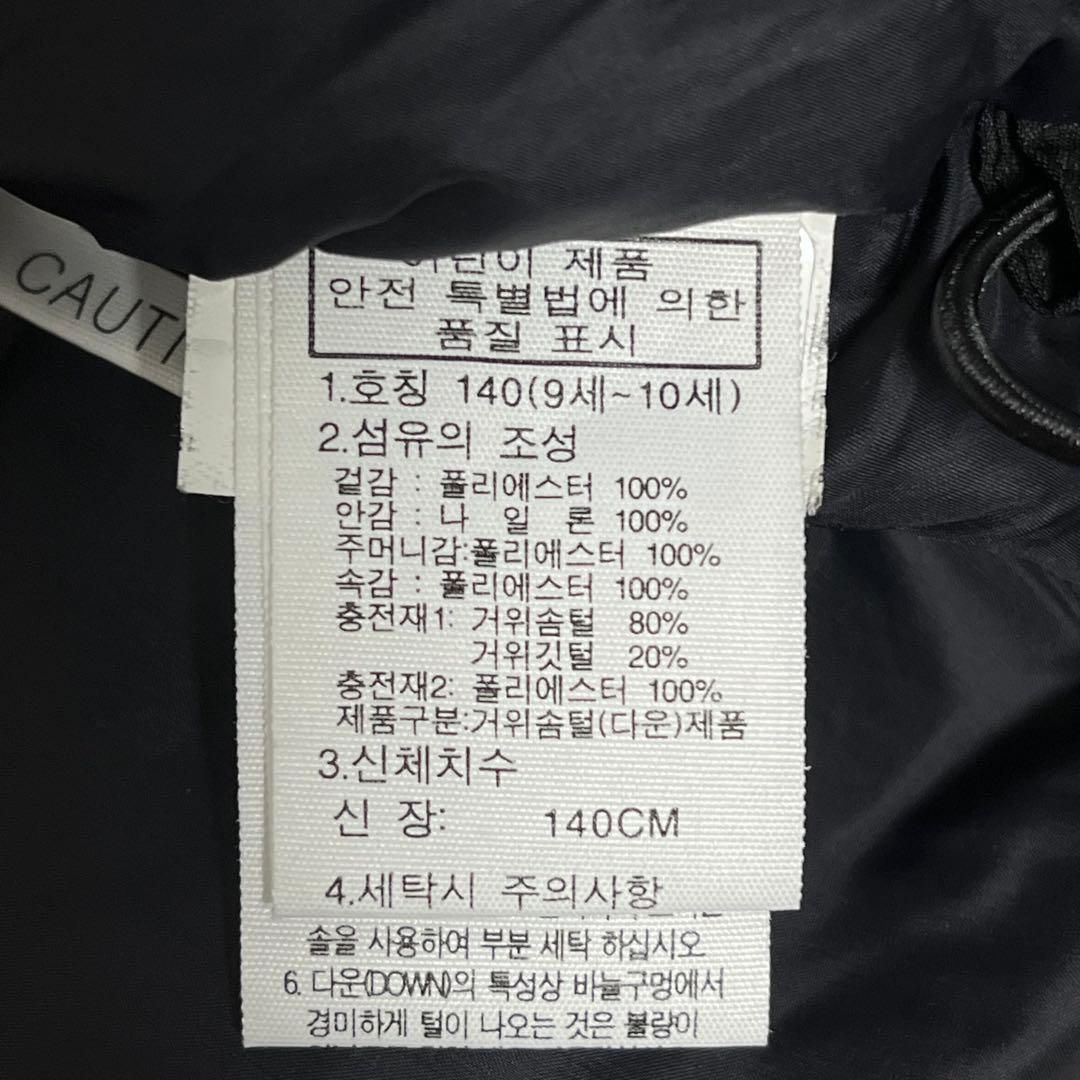 CAUTI
어린이 제품
안전 특별법에 의한
품질 표시
1.호칭 140(9세~10세)
2.섬유의 조성
겉감 : 폴리에스터 100%
안감 : 나 일 론 100%
주머니감:폴리에스터 100%
속감 : 폴리에스터 100%
충전재1: 거위솜털 80%
거위깃털 20%
충전재2: 폴리에스터 100%
제품구분:거위솜털(다운)제품
3.신체치수
신 장: 140CM
4.세탁시 주의사항
솔을 사용하여 부분 세탁 하십시오
6. 다운(DOWN)의 특성상 바늘구멍에서
경미하게 털이 나오는 것은 불량이